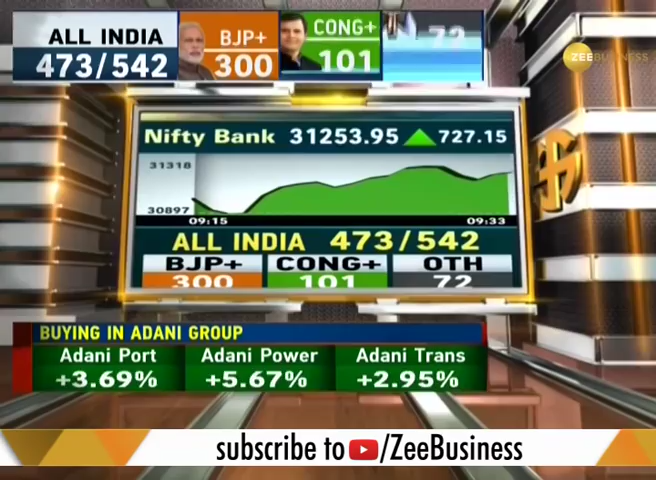 ALL INDIA
473/542
BJP+
300
CONG+
101
72
ZEEBUSINESS
Nifty Bank 31253.95 727.15
31318
30897
09:15 09:33
ALL INDIA 473/542
BJP+ CONG+ OTH
300 101 72
BUYING IN ADANI GROUP
Adani Port Adani Power Adani Trans
+3.69% +5.67% +2.95%
subscribe to /ZeeBusiness